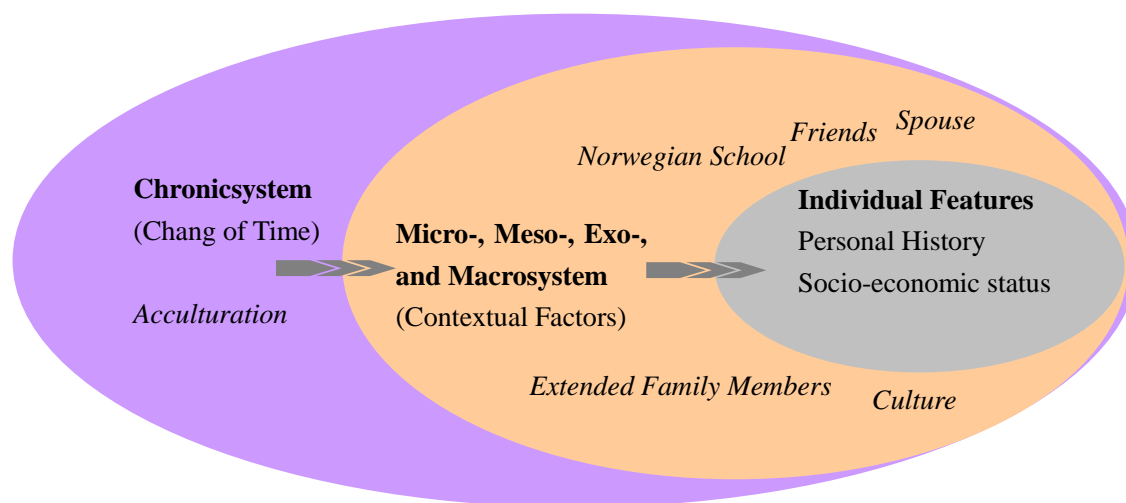 Chronicsystem
(Chang of Time)
Acculturation
Micro-, Meso-, Exo-,
and Macrosystem
(Contextual Factors)
Norwegian School
Friends
Spouse
Individual Features
Personal History
Socio-economic status
Extended Family Members
Culture